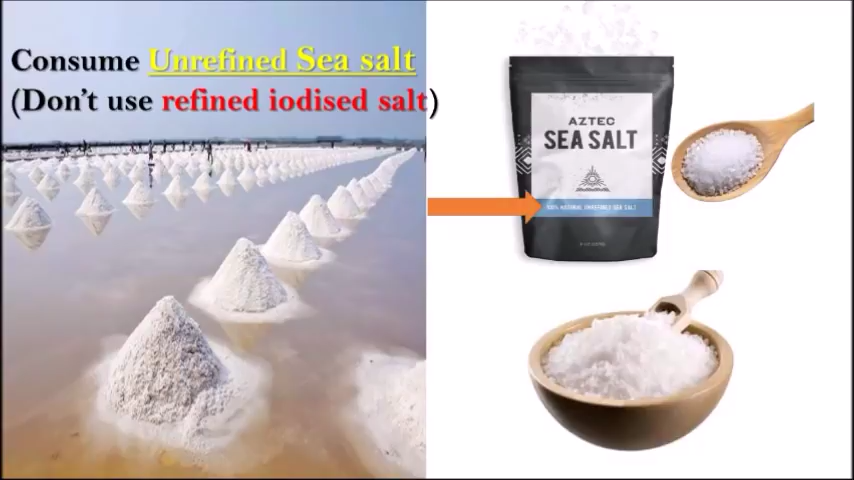 Consume Unrefined Sea salt
(Don't use refined iodised salt)
AZTEC
SEA SALT
100% NATURAL UNREFINED SEA SALT